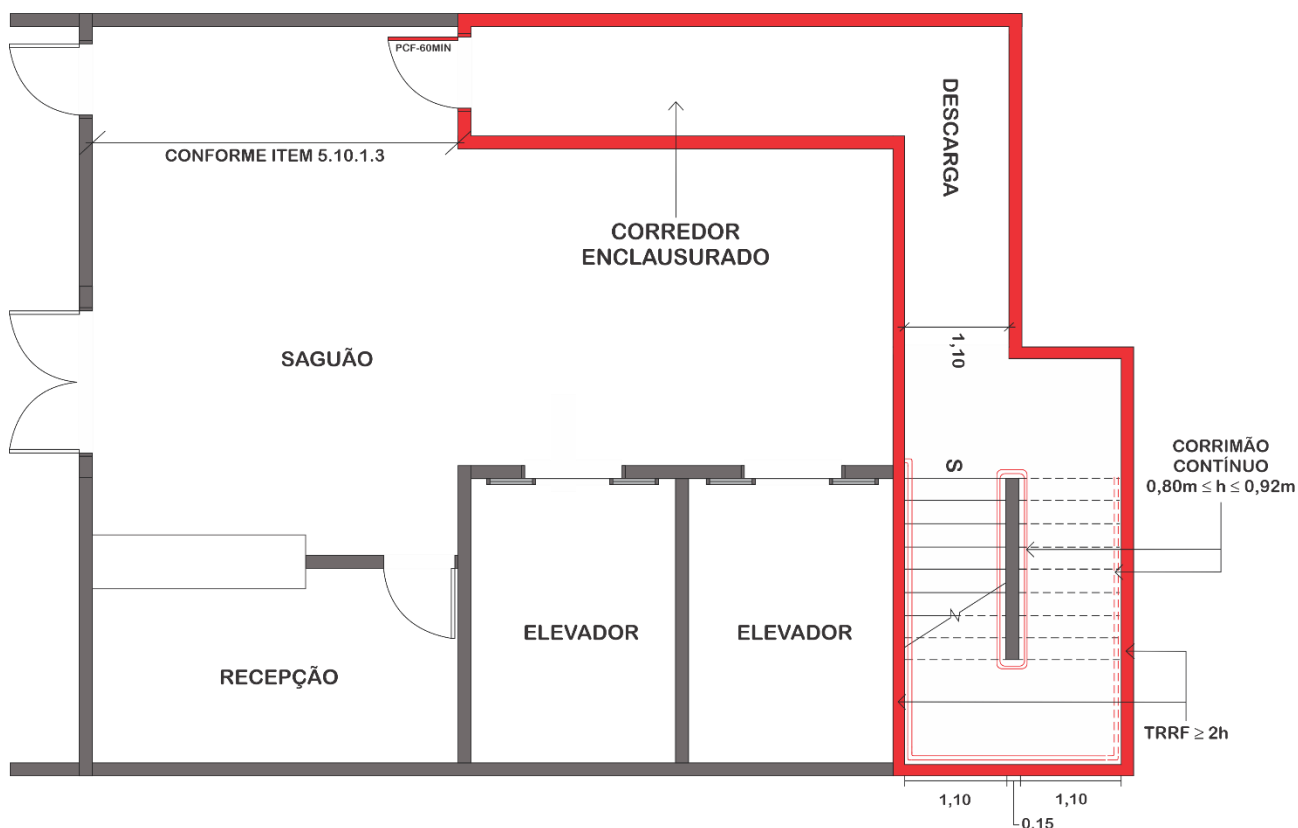 PCF-60MIN
CONFORME ITEM 5.10.1.3
DESCARGA
CORREDOR
ENCLAUSURADO
1,10
SAGUÃO
S
CORRIMÃO
CONTÍNUO
0,80m ≤ h ≤ 0,92m
ELEVADOR
ELEVADOR
RECEPÇÃO
TRRF ≥ 2h
1,10
1,10
0,15